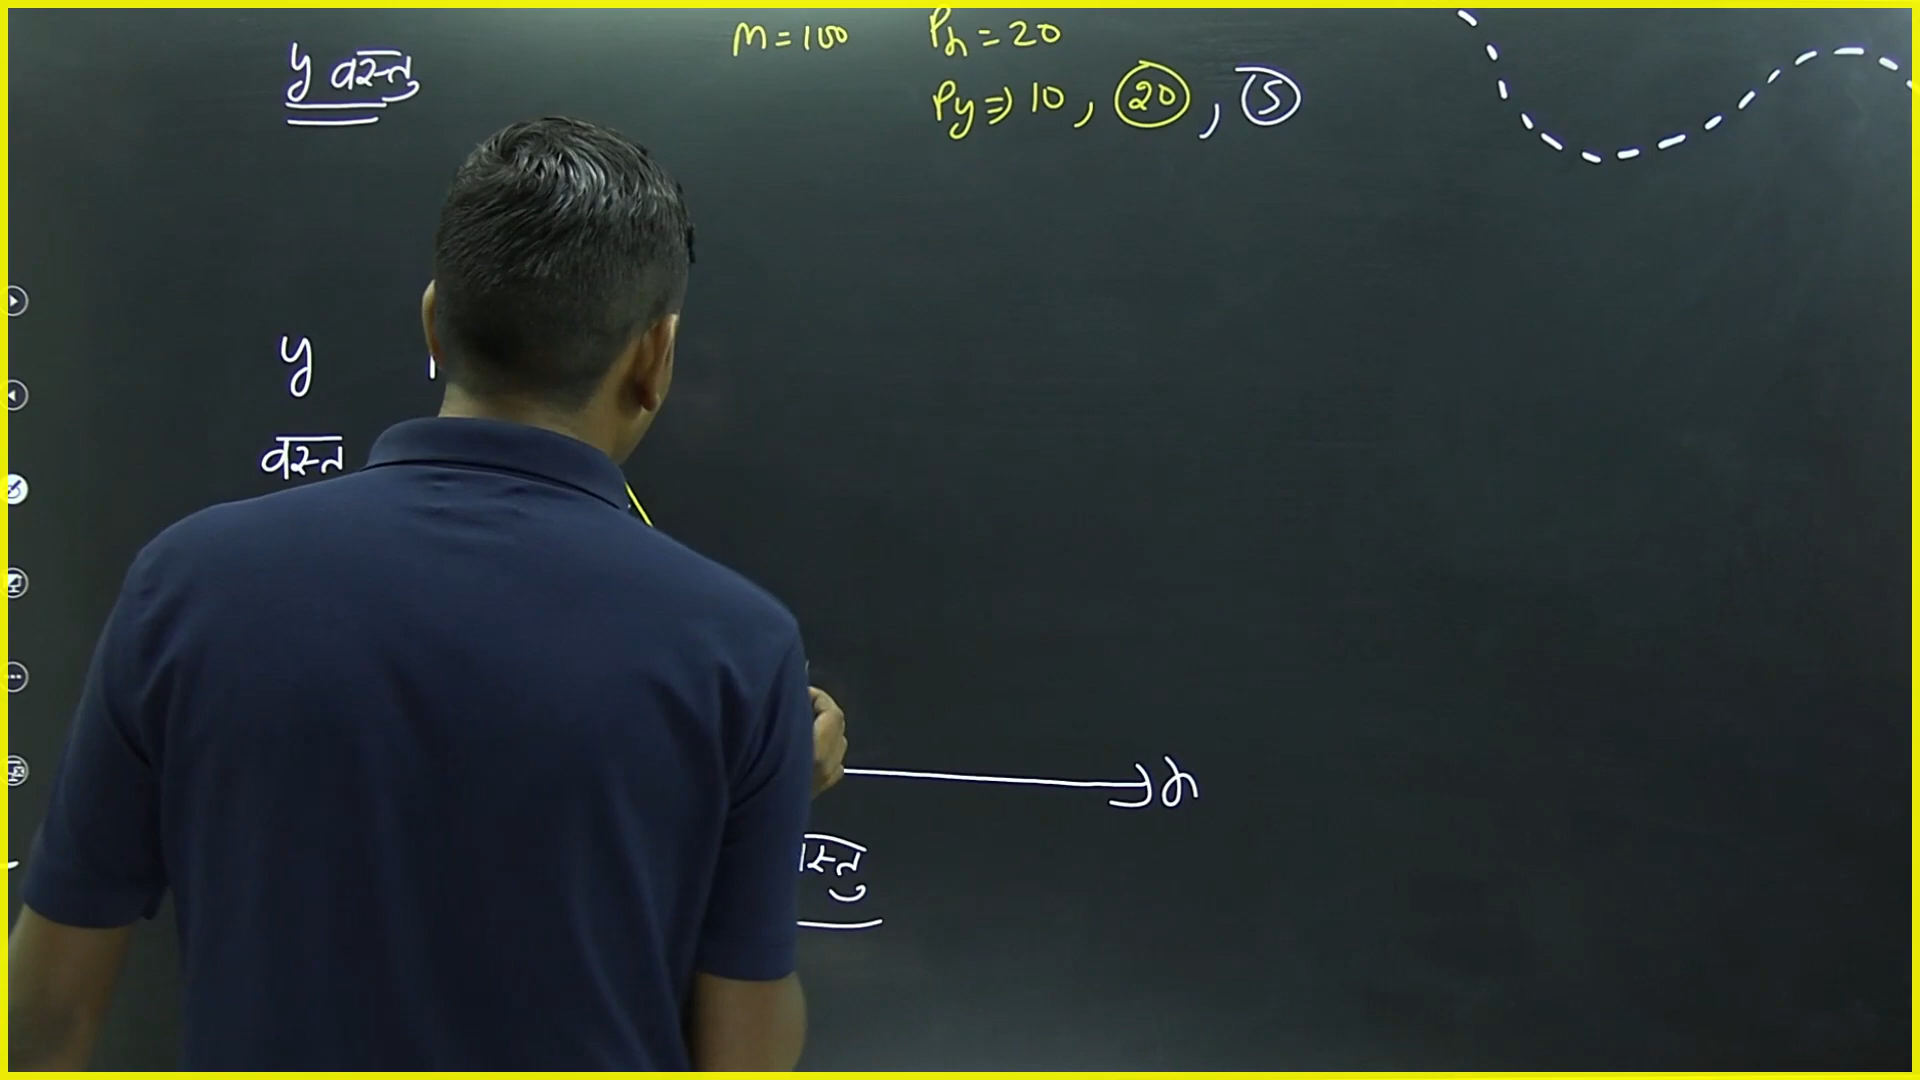 M = 100 Px = 20
y वस्तु
Py => 10, 20, 5
y
वस्तु
x